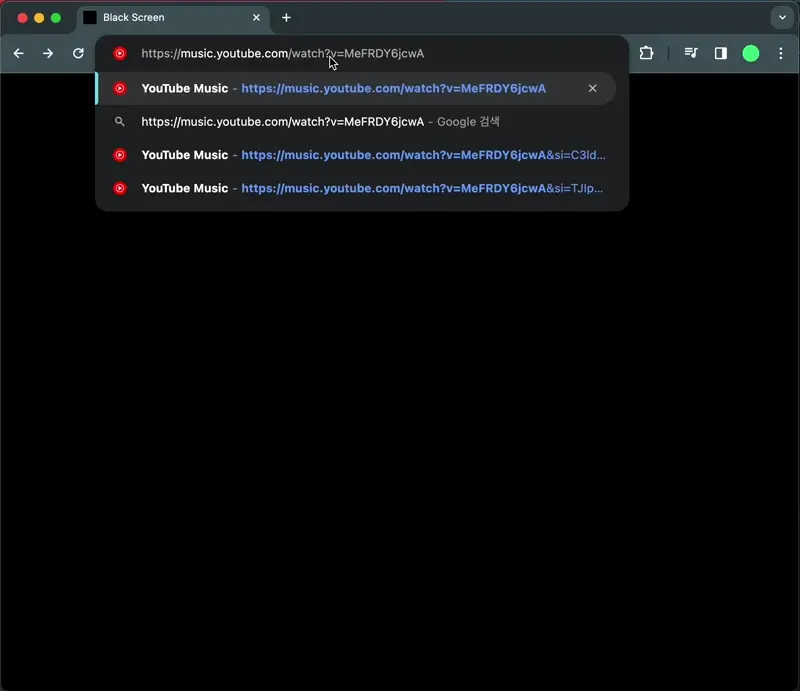 Black Screen
https://music.youtube.com/watch?v=MeFRDY6jcwA
YouTube Music - https://music.youtube.com/watch?v=MeFRDY6jcwA
https://music.youtube.com/watch?v=MeFRDY6jcwA - Google 검색
YouTube Music - https://music.youtube.com/watch?v=MeFRDY6jcwA&si=C3Id...
YouTube Music - https://music.youtube.com/watch?v=MeFRDY6jcwA&si=TJIp...